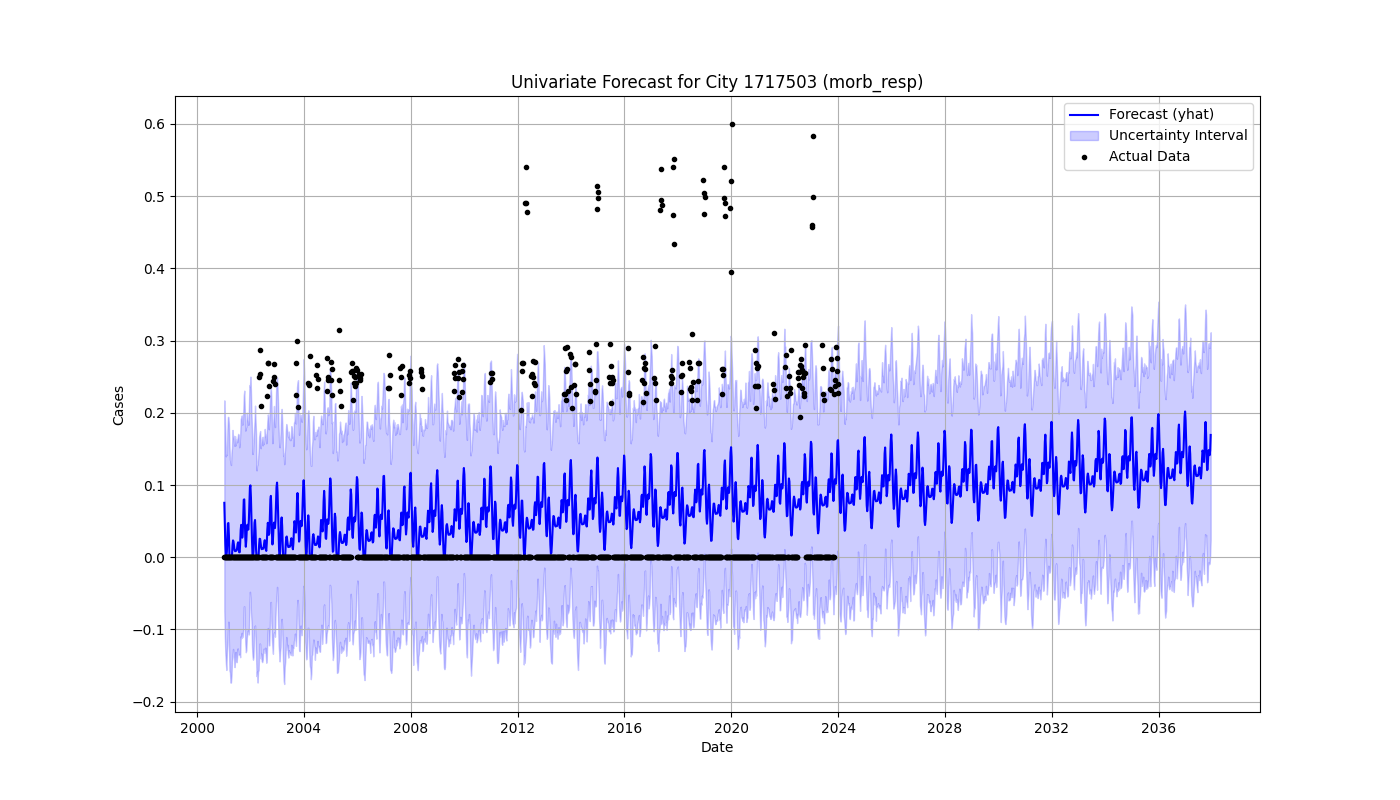 Univariate Forecast for City 1717503 (morb_resp)
Forecast (yhat)
Uncertainty Interval
Actual Data
Cases
0.6
0.5
0.4
0.3
0.2
0.1
0.0
−0.1
−0.2
2000 2004 2008 2012 2016 2020 2024 2028 2032 2036
Date